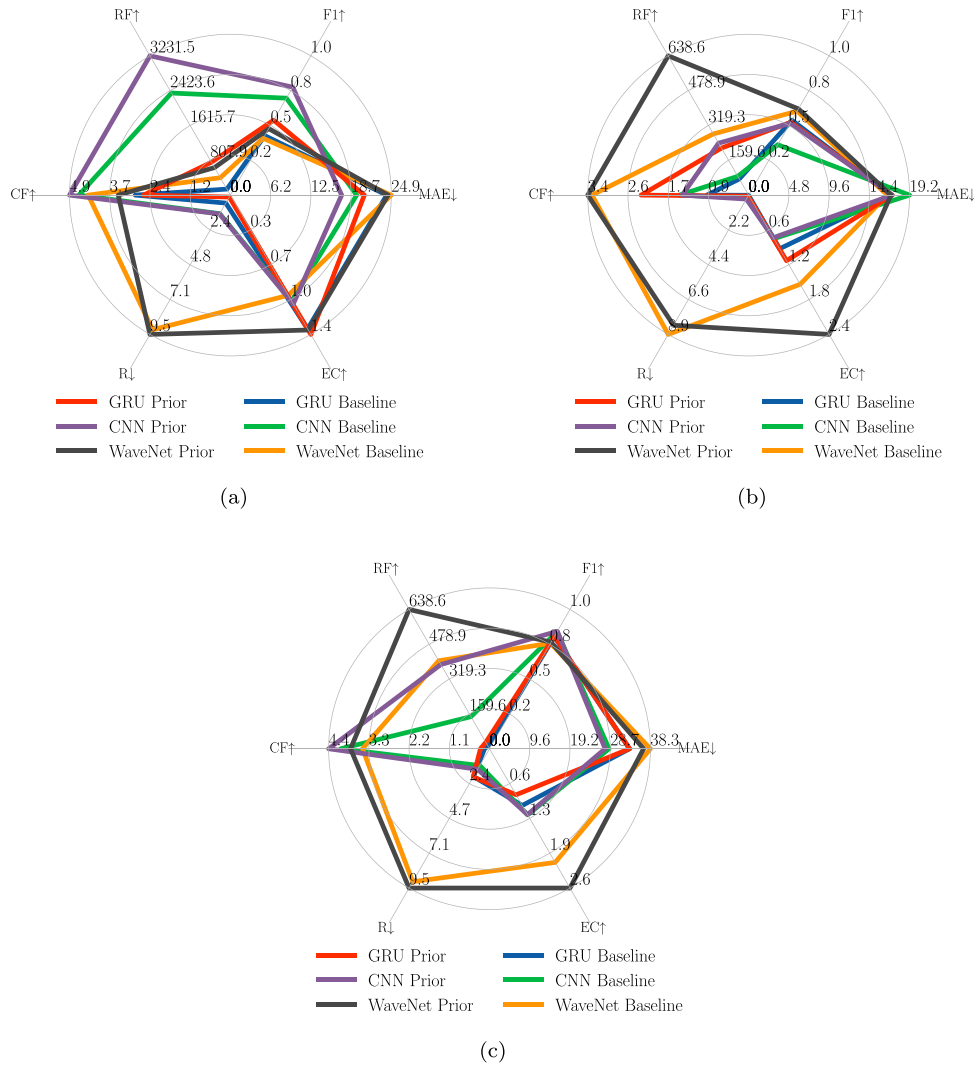 RF↑ F1↑
3231.5 1.0
2423.6 0.8
1615.7 0.5
807.9 0.2
CF↑ 4.9 3.7 2.4 1.2 0.0 6.2 12.5 18.7 24.9 MAE↓
2.4 0.3
4.8 0.7
7.1 1.0
9.5 1.4
R↓ EC↑
GRU Prior GRU Baseline
CNN Prior CNN Baseline
WaveNet Prior WaveNet Baseline
(a)
RF↑ F1↑
638.6 1.0
478.9 0.8
319.3 0.5
159.6 0.2
CF↑ 3.4 2.6 1.7 0.9 0.0 4.8 9.6 14.4 19.2 MAE↓
2.2 0.6
4.4 1.2
6.6 1.8
8.9 2.4
R↓ EC↑
GRU Prior GRU Baseline
CNN Prior CNN Baseline
WaveNet Prior WaveNet Baseline
(b)
RF↑ F1↑
638.6 1.0
478.9 0.8
319.3 0.5
159.6 0.2
CF↑ 4.4 3.3 2.2 1.1 0.0 9.6 19.2 28.7 38.3 MAE↓
2.4 0.6
4.7 1.3
7.1 1.9
9.5 2.6
R↓ EC↑
GRU Prior GRU Baseline
CNN Prior CNN Baseline
WaveNet Prior WaveNet Baseline
(c)